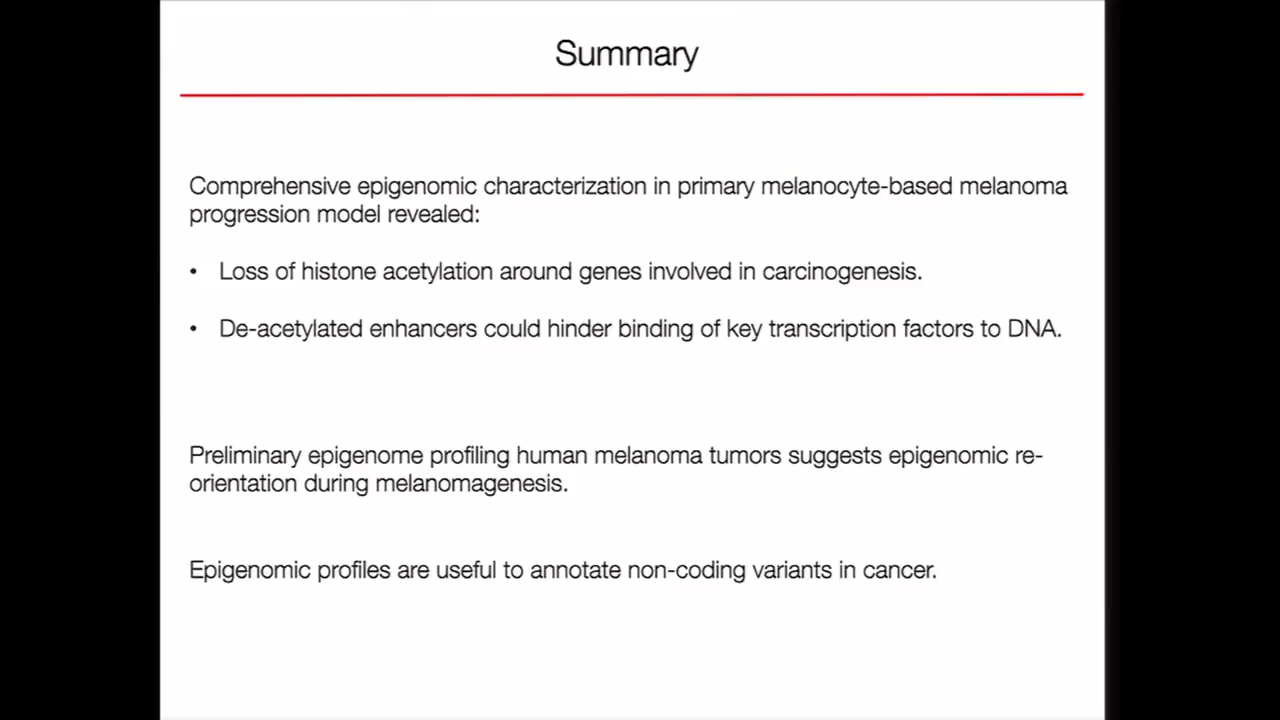 Summary
Comprehensive epigenomic characterization in primary melanocyte-based melanoma
progression model revealed:
• Loss of histone acetylation around genes involved in carcinogenesis.
• De-acetylated enhancers could hinder binding of key transcription factors to DNA.
Preliminary epigenome profiling human melanoma tumors suggests epigenomic re-
orientation during melanomagenesis.
Epigenomic profiles are useful to annotate non-coding variants in cancer.